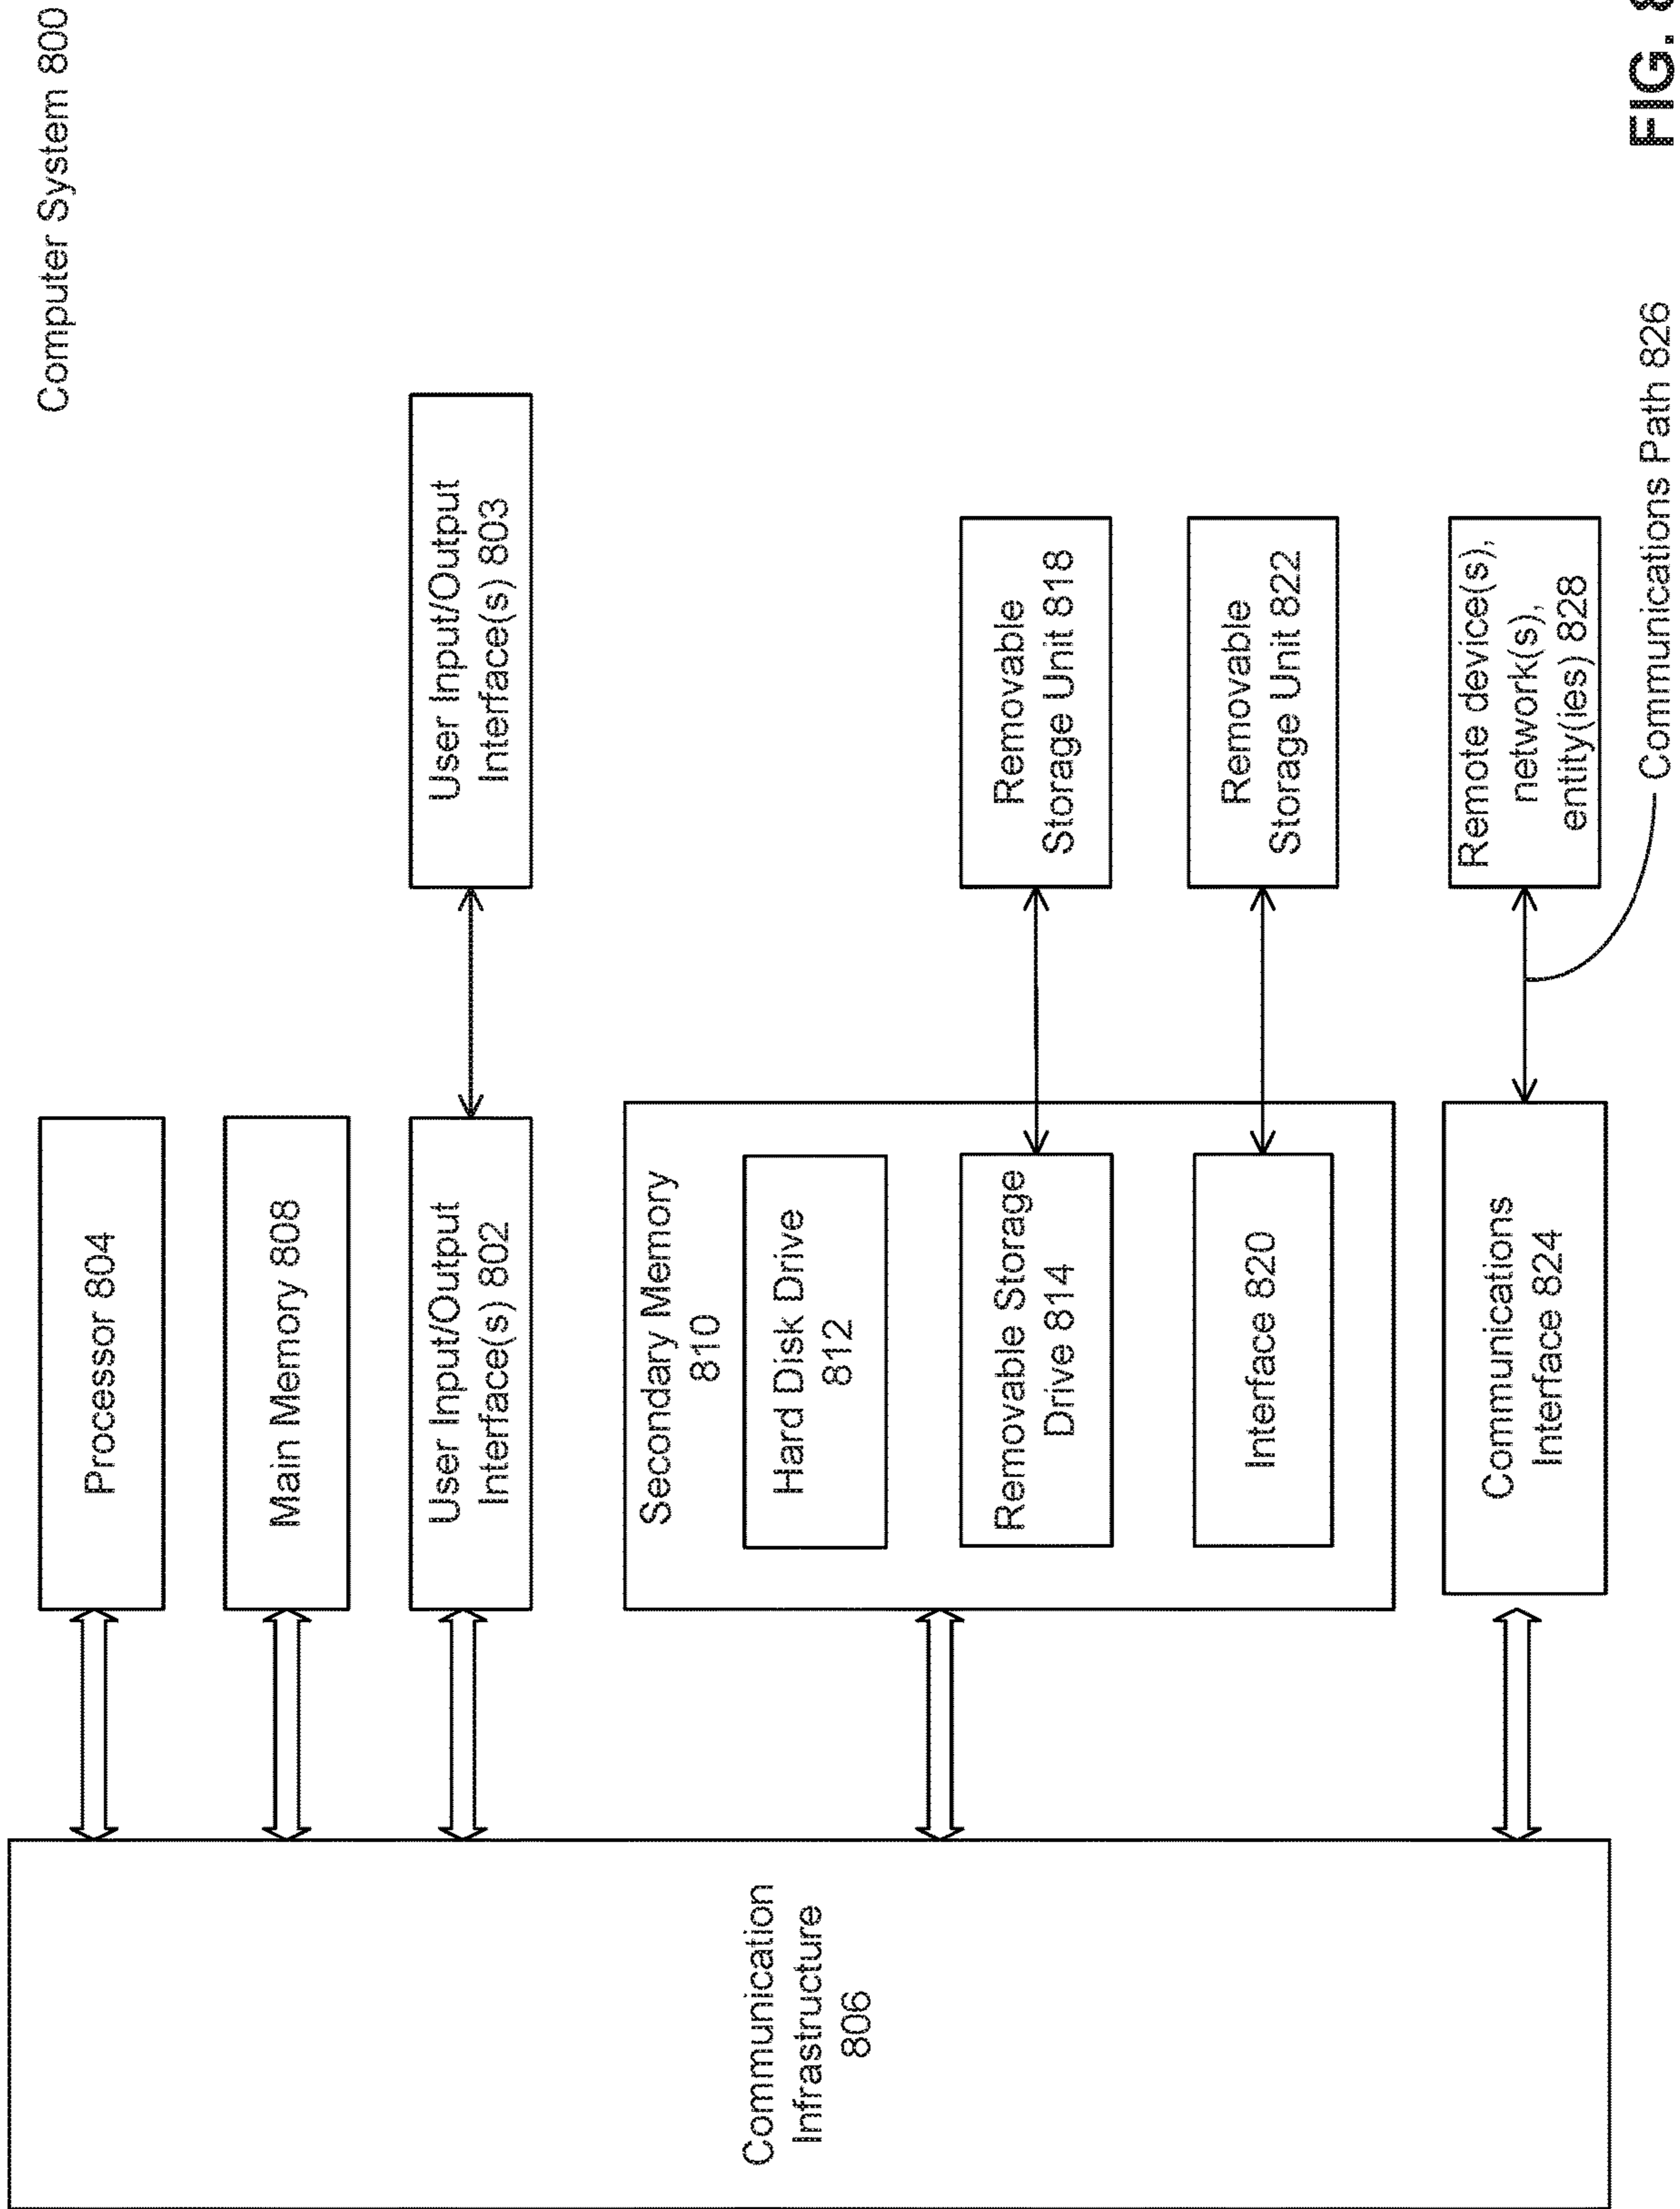 Computer System 800
Processor 804
Main Memory 808
User Input/Output
Interface(s) 802
User Input/Output
Interface(s) 803
Communication
Infrastructure
806
Secondary Memory
810
Hard Disk Drive
812
Removable Storage
Drive 814
Removable
Storage Unit 818
Interface 820
Removable
Storage Unit 822
Communications
Interface 824
Remote device(s),
network(s),
entity(ies) 828
Communications Path 826
FIG. 8